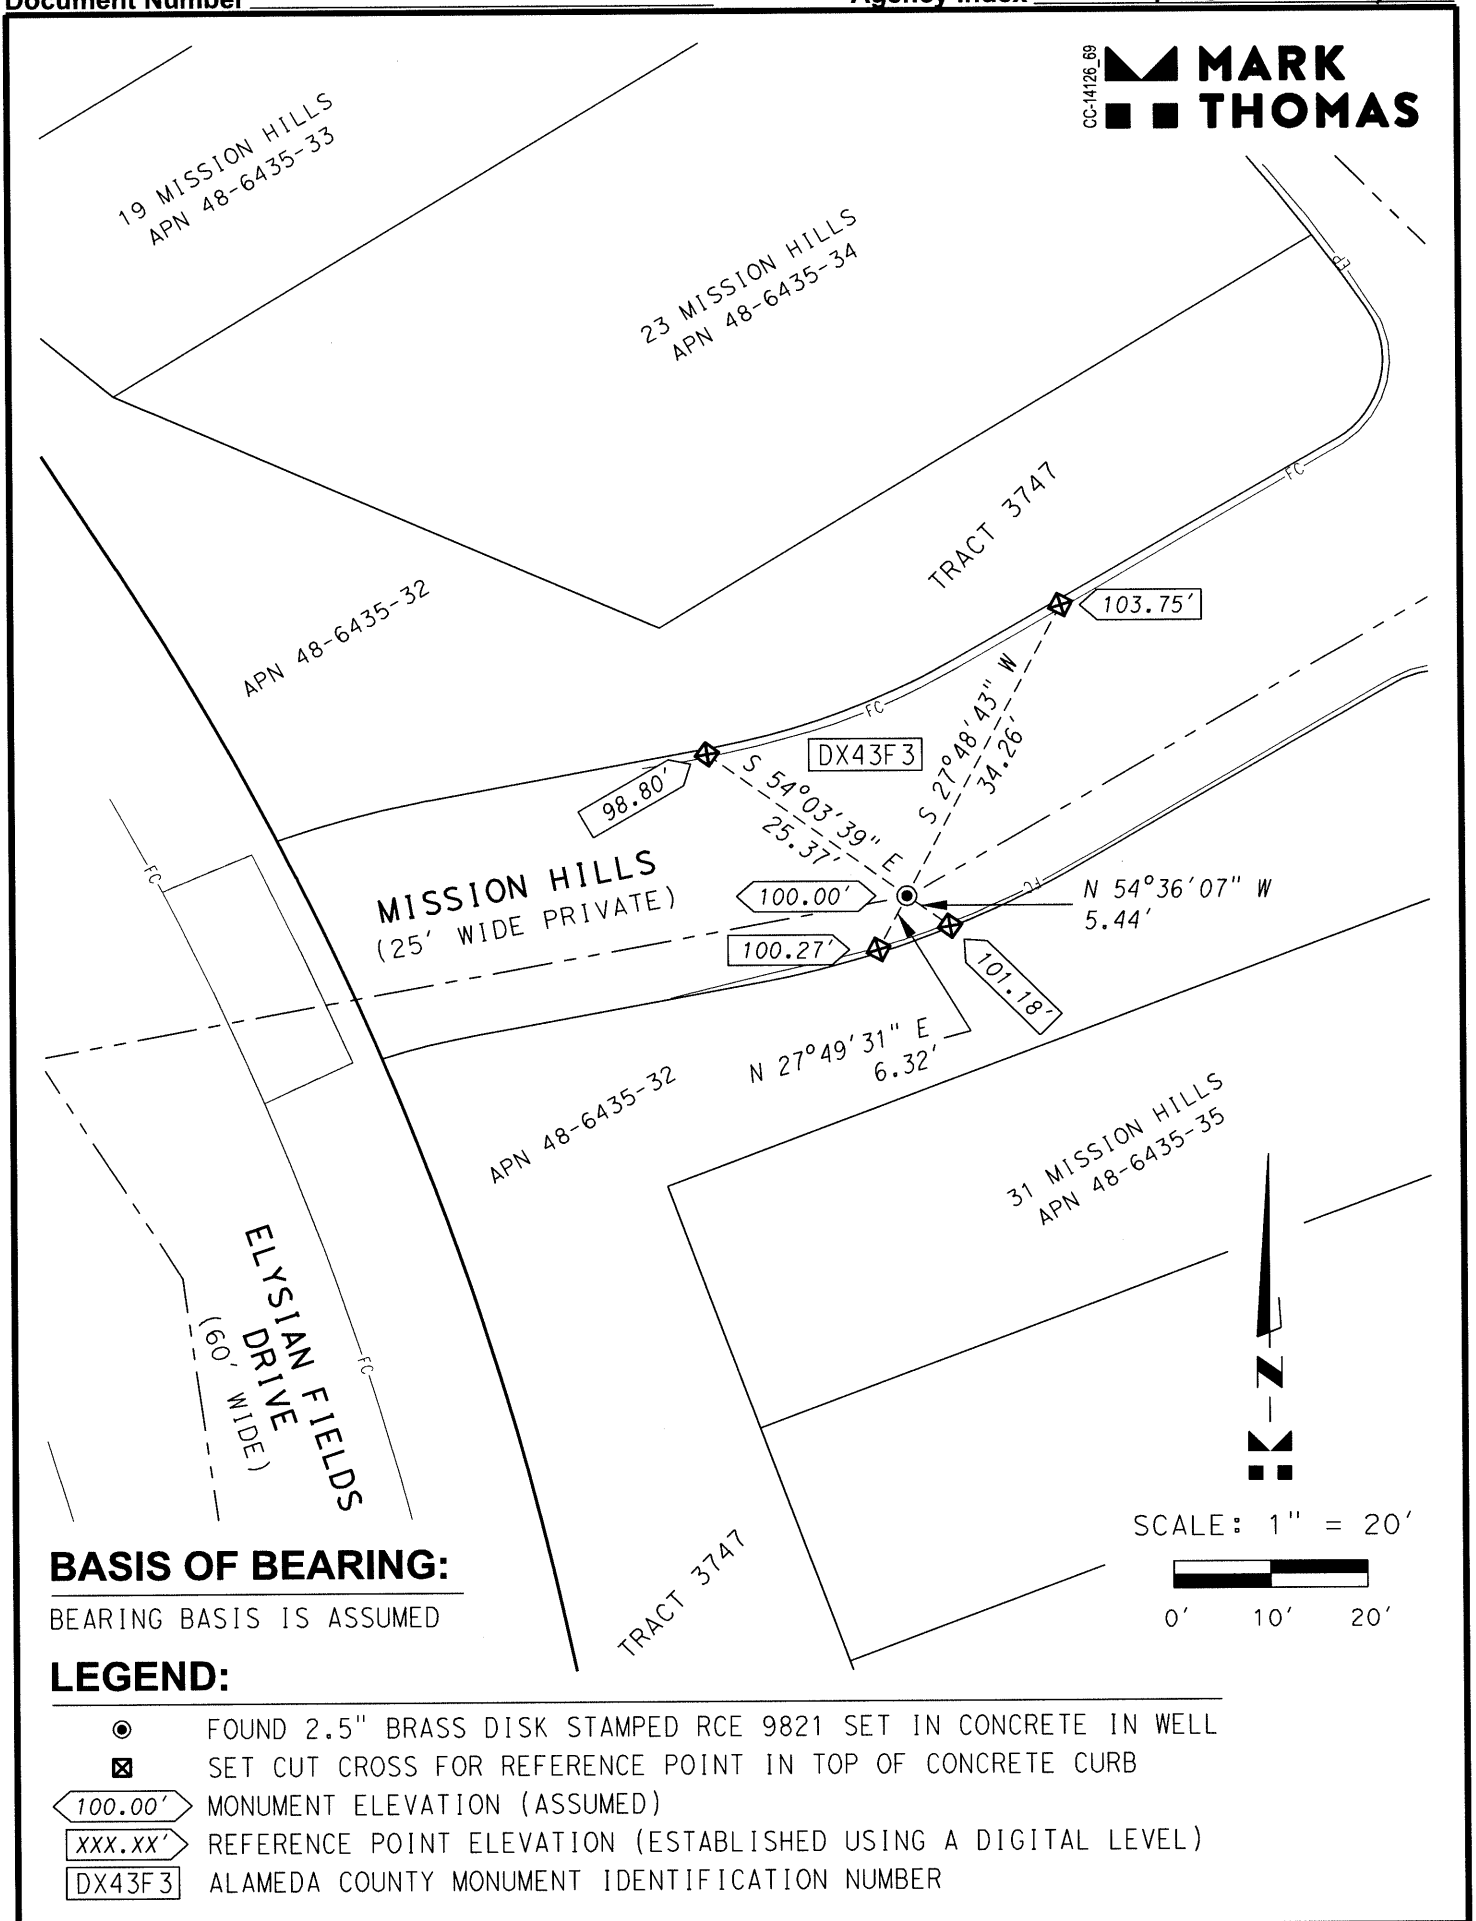 Document Number
Agency Index
CC-14126_69
MARK
THOMAS
19 MISSION HILLS
APN 48-6435-33
23 MISSION HILLS
APN 48-6435-34
EP
FC
TRACT 3747
APN 48-6435-32
103.75'
FC
DX43F3
S 27°48'43" W
34.26'
98.80'
S 54°03'39" E
25.37'
FC
MISSION HILLS
(25' WIDE PRIVATE)
100.00'
FC
N 54°36'07" W
5.44'
100.27'
101.18'
N 27°49'31" E
6.32'
APN 48-6435-32
31 MISSION HILLS
APN 48-6435-35
ELYSIAN FIELDS
DRIVE
(60' WIDE)
FC
N
SCALE: 1" = 20'
0' 10' 20'
TRACT 3747
BASIS OF BEARING:
BEARING BASIS IS ASSUMED
LEGEND:
FOUND 2.5" BRASS DISK STAMPED RCE 9821 SET IN CONCRETE IN WELL
SET CUT CROSS FOR REFERENCE POINT IN TOP OF CONCRETE CURB
100.00' MONUMENT ELEVATION (ASSUMED)
XXX.XX' REFERENCE POINT ELEVATION (ESTABLISHED USING A DIGITAL LEVEL)
DX43F3 ALAMEDA COUNTY MONUMENT IDENTIFICATION NUMBER